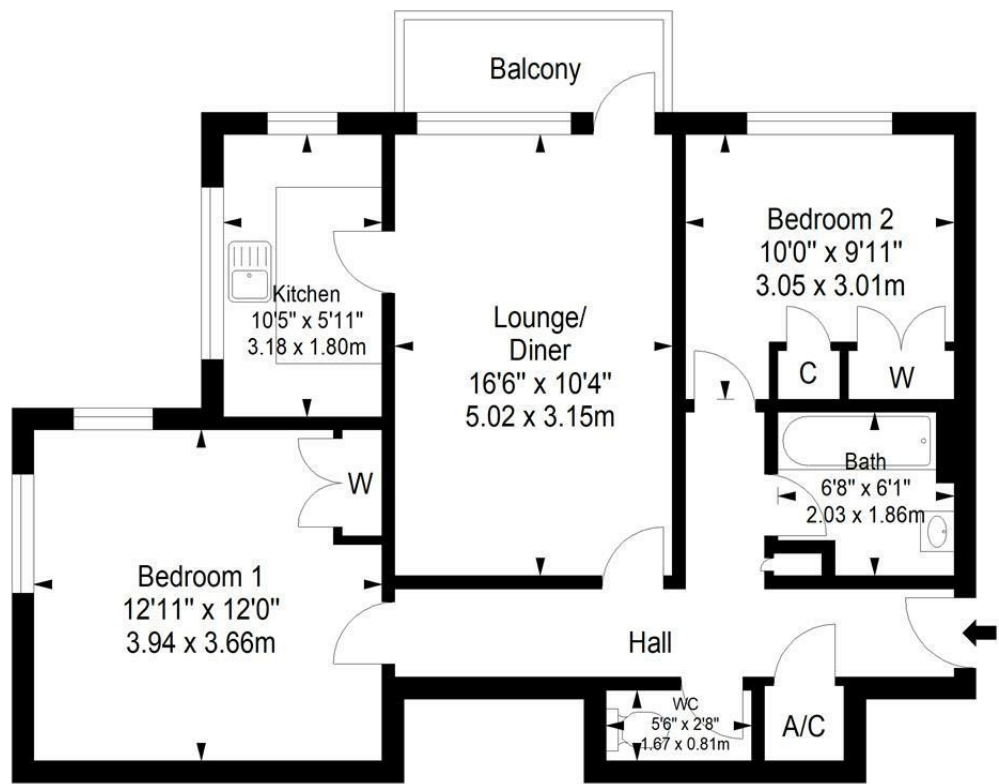 Balcony
Kitchen
10'5" x 5'11"
3.18 x 1.80m
Lounge/
Diner
16'6" x 10'4"
5.02 x 3.15m
Bedroom 2
10'0" x 9'11"
3.05 x 3.01m
C
W
Bath
6'8" x 6'1"
2.03 x 1.86m
W
Bedroom 1
12'11" x 12'0"
3.94 x 3.66m
Hall
WC
5'6" x 2'8"
1.67 x 0.81m
A/C